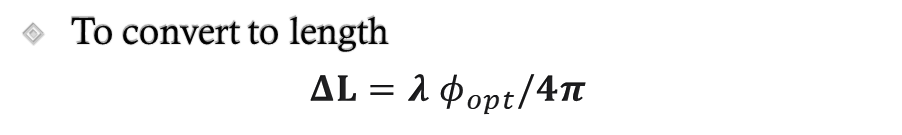 To convert to length
ΔL = λ ϕ_opt/4π